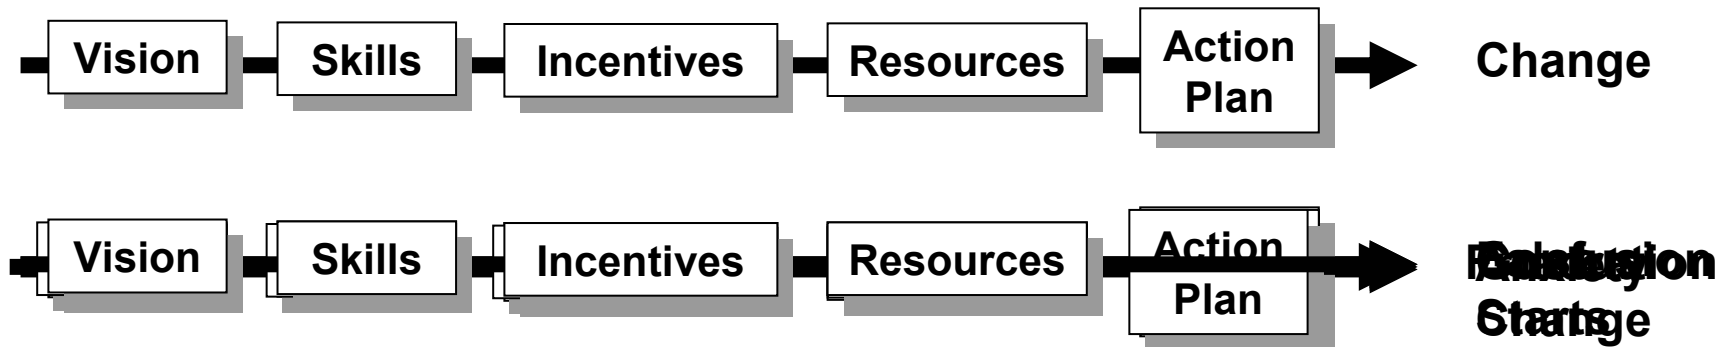 Vision Skills Incentives Resources Action
Plan Change
Vision Skills Incentives Resources Action
Plan